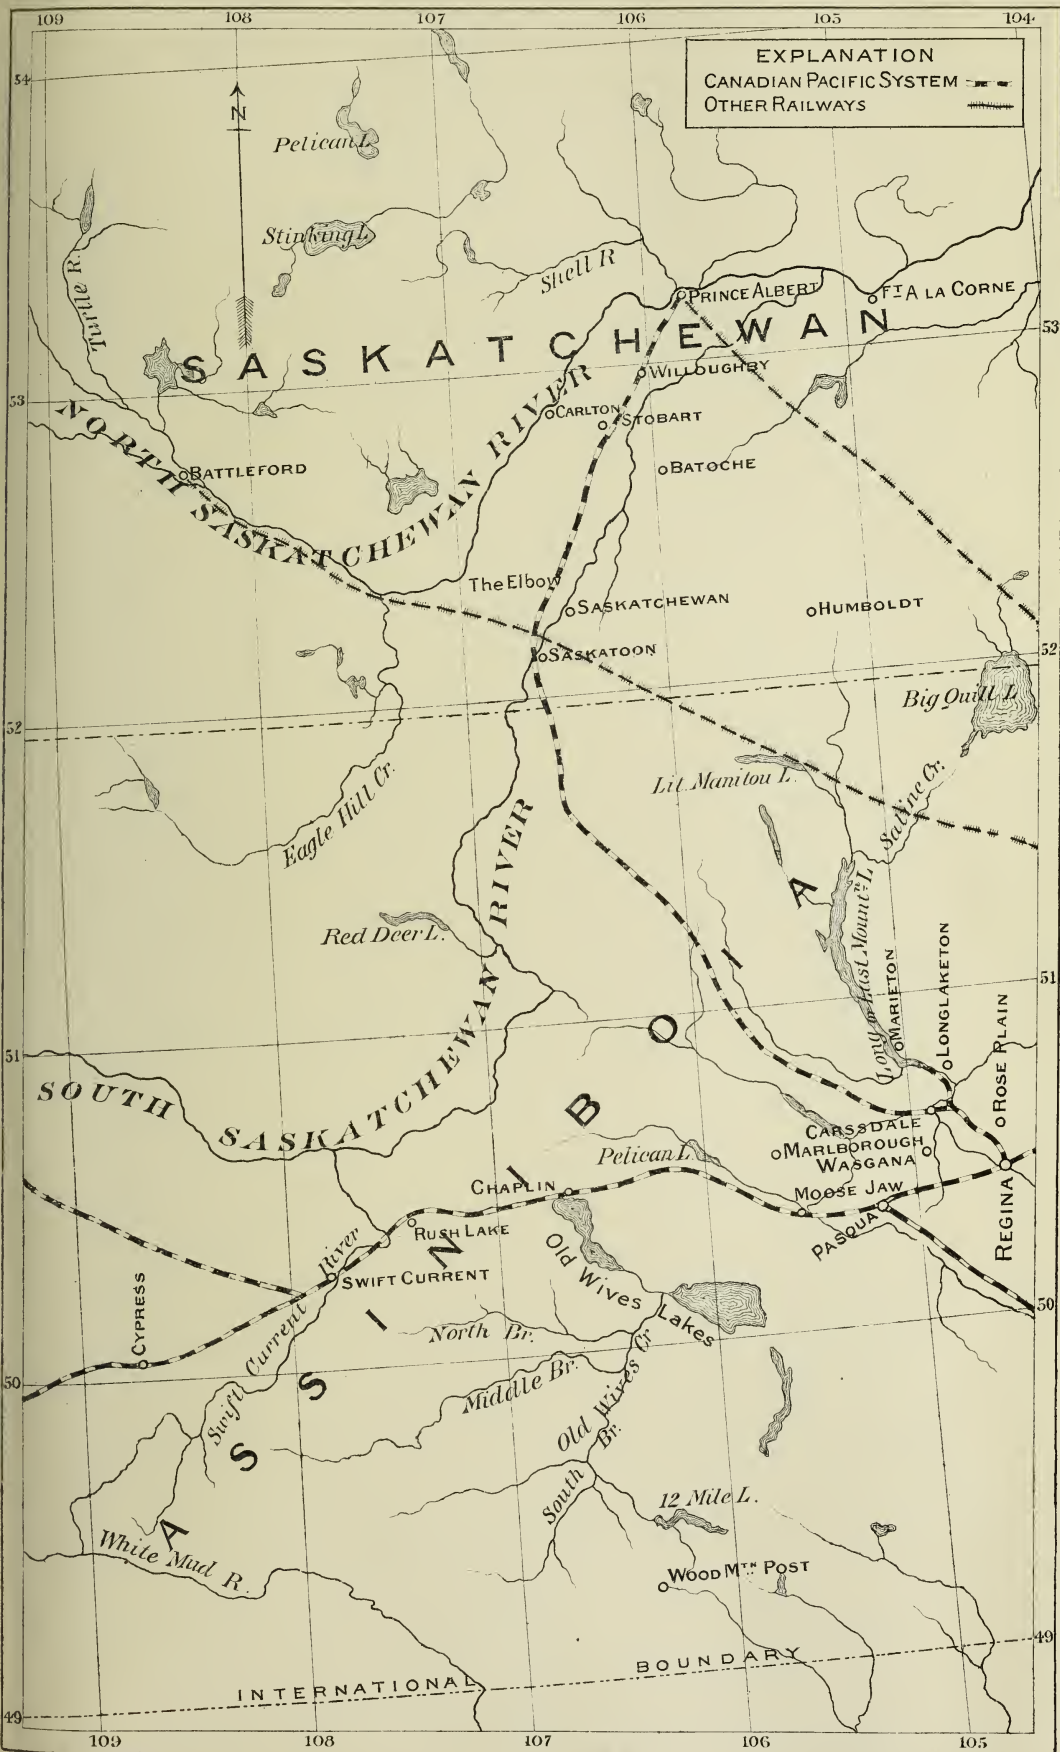 109 108 107 106 105 104
EXPLANATION
CANADIAN PACIFIC SYSTEM
OTHER RAILWAYS
54
N
Pelican L.
Stinking L.
Turtle R.
Shell R
PRINCE ALBERT
FT A LA CORNE
SASKATCHEWAN
53
WILLOUGHBY
53
CARLTON
STOBART
NORTH SASKATCHEWAN RIVER
BATTLEFORD
BATOCHE
The Elbow
SASKATCHEWAN
HUMBOLDT
SASKATOON
52
Big Quill L.
52
Lit. Manitou L.
Saline Cr.
Eagle Hill Cr.
Red Deer L.
Long or Last Mountn. L.
MARIETON
LONGLAKETON
ROSE PLAIN
51
51
SOUTH SASKATCHEWAN RIVER
ASSINIBOIA
CARSSDALE
MARLBOROUGH
WASGANA
Pelican L.
CHAPLIN
MOOSE JAW
PASQUA
REGINA
RUSH LAKE
SWIFT CURRENT
Swift Current River
CYPRESS
Old Wives Lakes
50
North Br.
50
Middle Br.
Old Wives Cr
South Br.
12 Mile L.
White Mud R.
WOOD MTN. POST
49
INTERNATIONAL BOUNDARY
49
109 108 107 106 105